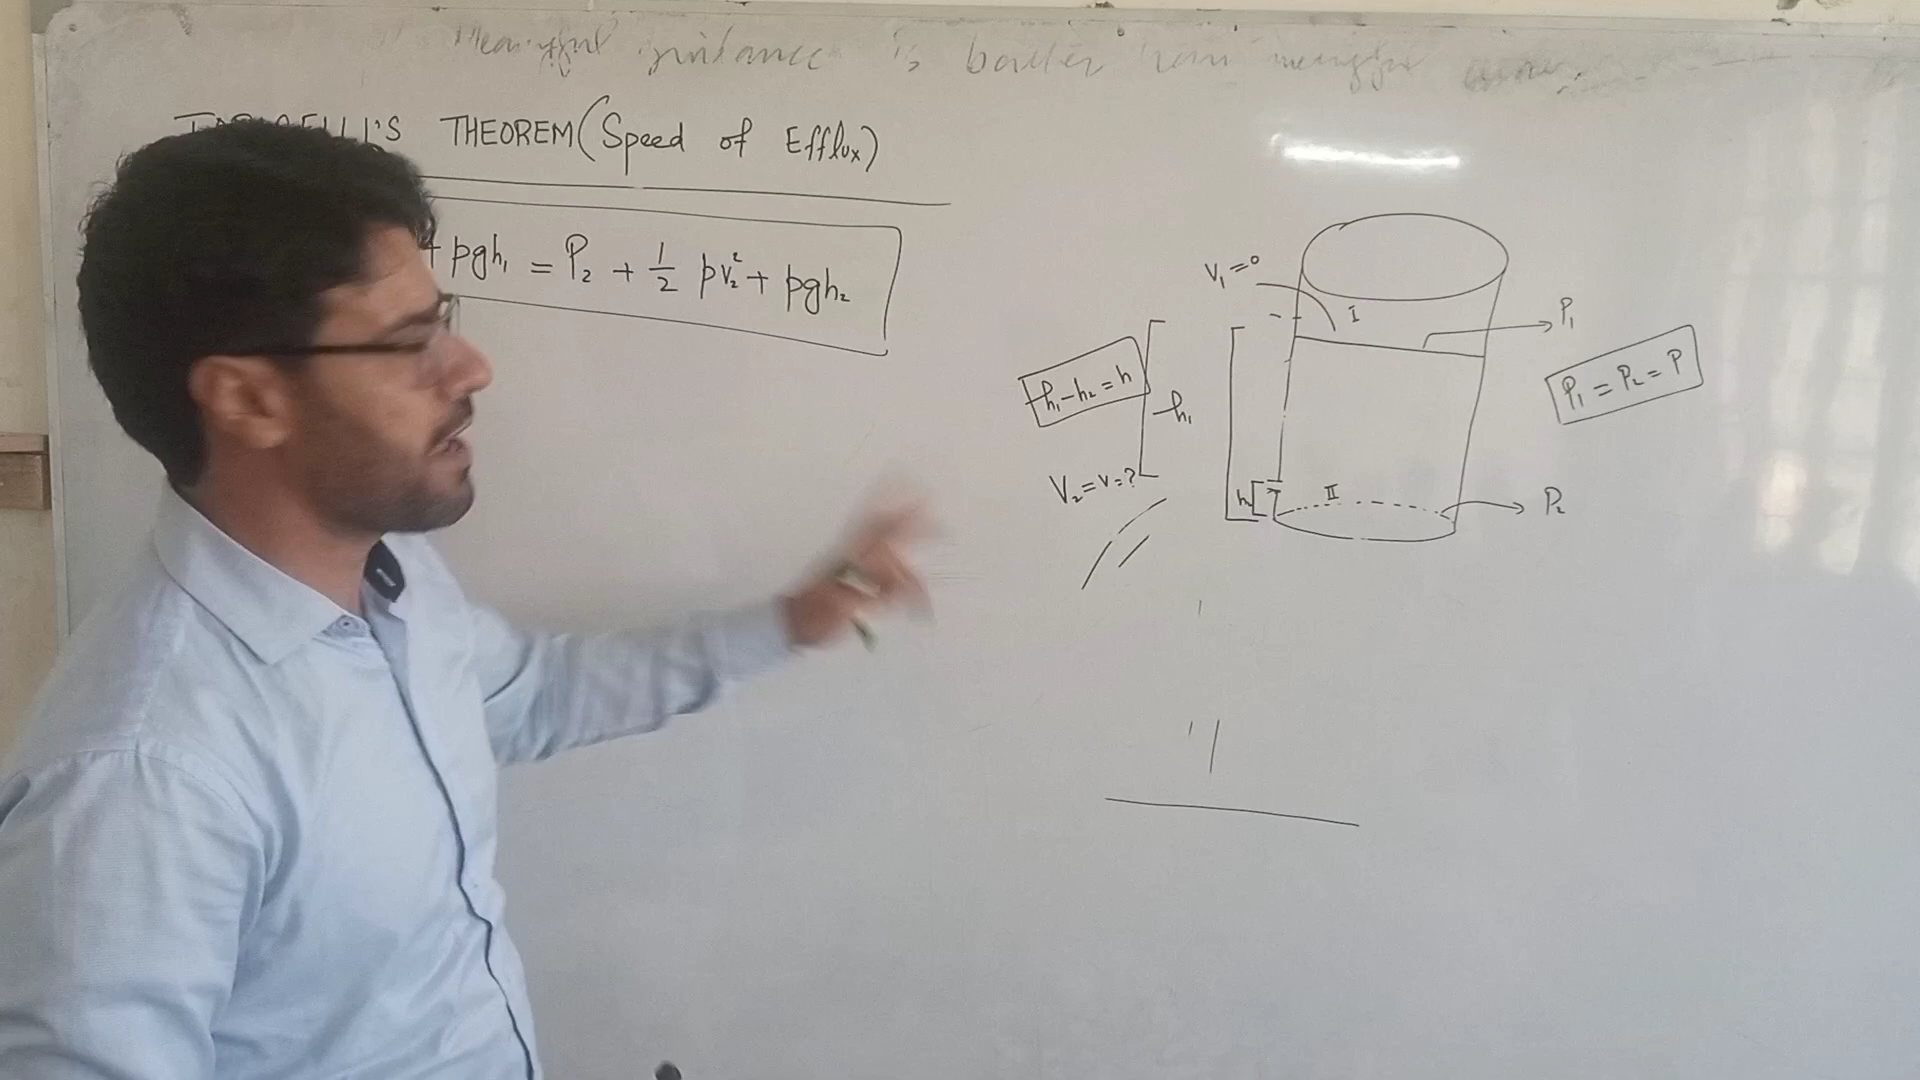 is
THEOREM (Speed of Efflux)
+ ρgh₁ = P₂ + 1/2 ρv₂² + ρgh₂
V₁ = 0
I
P₁
h₁ - h₂ = h
h₁
P₁ = P₂ = P
V₂ = v = ?
h₂
II
P₂